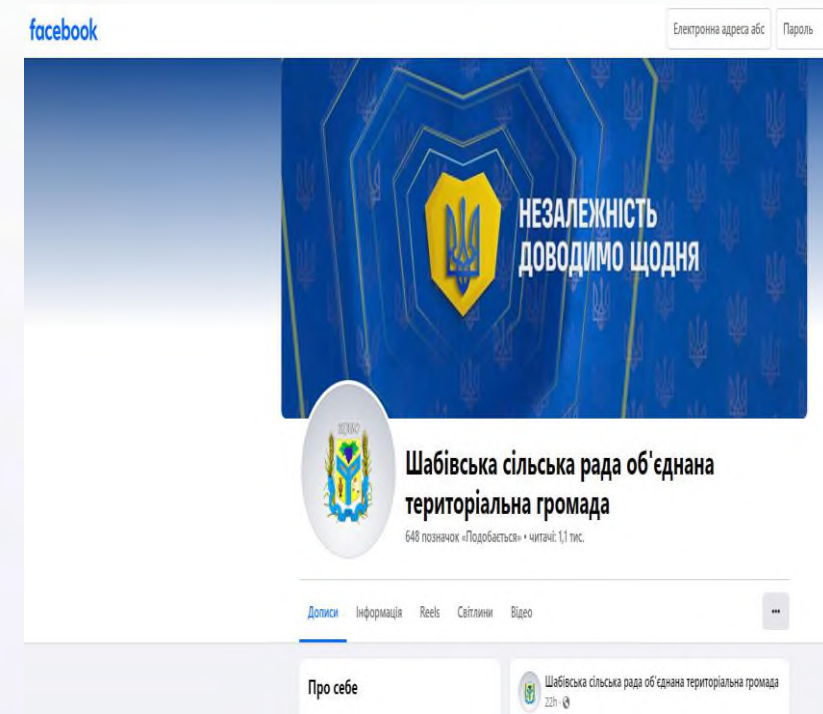 facebook
Електронна адреса абс
Пароль
НЕЗАЛЕЖНІСТЬ
ДОВОДИМО ЩОДНЯ
Шабівська сільська рада об'єднана
територіальна громада
648 позначок «Подобається» • читачі: 1,1 тис.
Дописи Інформація Reels Світлини Відео
Про себе
Шабівська сільська рада об'єднана територіальна громада
22h ·